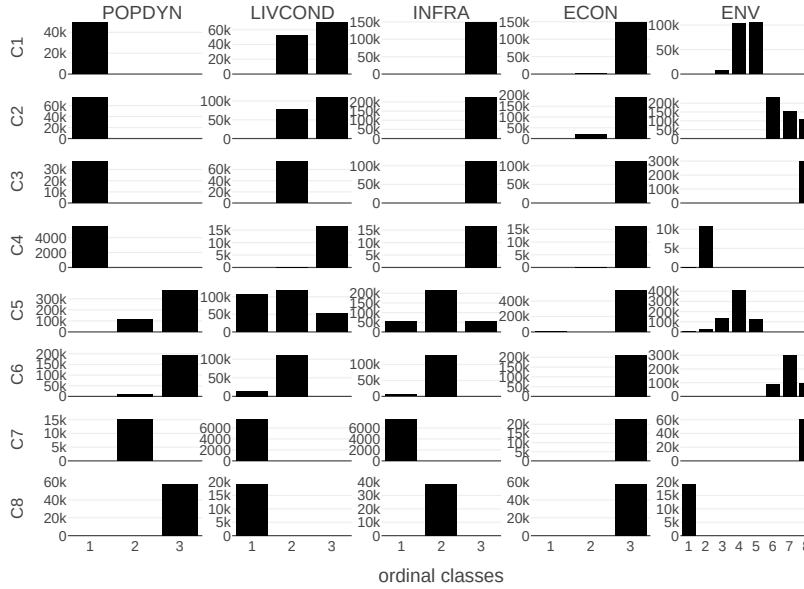 POPDYN LIVCOND INFRA ECON ENV
C1 40k 20k 0 60k 40k 20k 0 150k 100k 50k 0 150k 100k 50k 0 100k 50k 0
C2 60k 40k 20k 0 100k 50k 0 200k 150k 100k 50k 0 200k 150k 100k 50k 0 200k 150k 100k 50k 0
C3 30k 20k 10k 0 60k 40k 20k 0 100k 50k 0 100k 50k 0 300k 200k 100k 0
C4 4000 2000 0 15k 10k 5k 0 15k 10k 5k 0 15k 10k 5k 0 10k 5k 0
C5 300k 200k 100k 0 100k 50k 0 200k 150k 100k 50k 0 400k 200k 0 400k 300k 200k 100k 0
C6 200k 150k 100k 50k 0 100k 50k 0 100k 50k 0 200k 150k 100k 50k 0 300k 200k 100k 0
C7 15k 10k 5k 0 6000 4000 2000 0 6000 4000 2000 0 20k 15k 10k 5k 0 60k 40k 20k 0
C8 60k 40k 20k 0 20k 15k 10k 5k 0 40k 30k 20k 10k 0 60k 40k 20k 0 20k 15k 10k 5k 0
1 2 3 1 2 3 1 2 3 1 2 3 1 2 3 4 5 6 7 8
ordinal classes